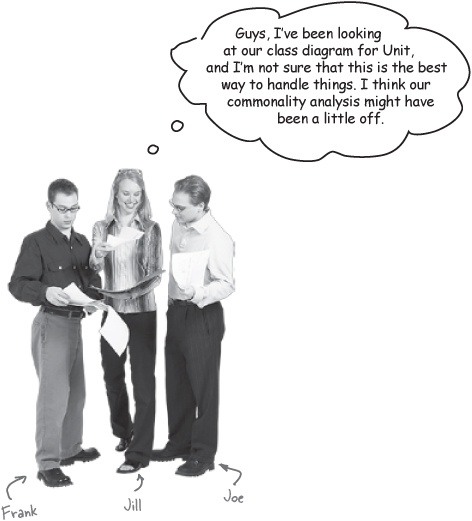 Guys, I've been looking
at our class diagram for Unit,
and I'm not sure that this is the best
way to handle things. I think our
commonality analysis might have
been a little off.
Frank
Jill
Joe